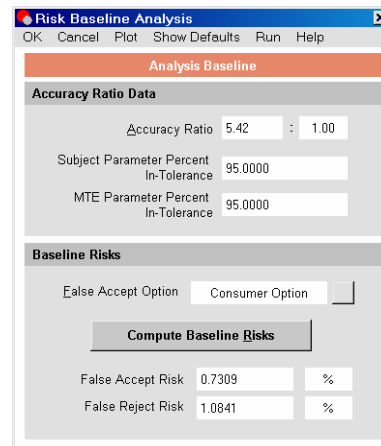 Risk Baseline Analysis
OK Cancel Plot Show Defaults Run Help
Analysis Baseline
Accuracy Ratio Data
Accuracy Ratio 5.42 : 1.00
Subject Parameter Percent
In-Tolerance 95.0000
MTE Parameter Percent
In-Tolerance 95.0000
Baseline Risks
False Accept Option Consumer Option
Compute Baseline Risks
False Accept Risk 0.7309 %
False Reject Risk 1.0841 %